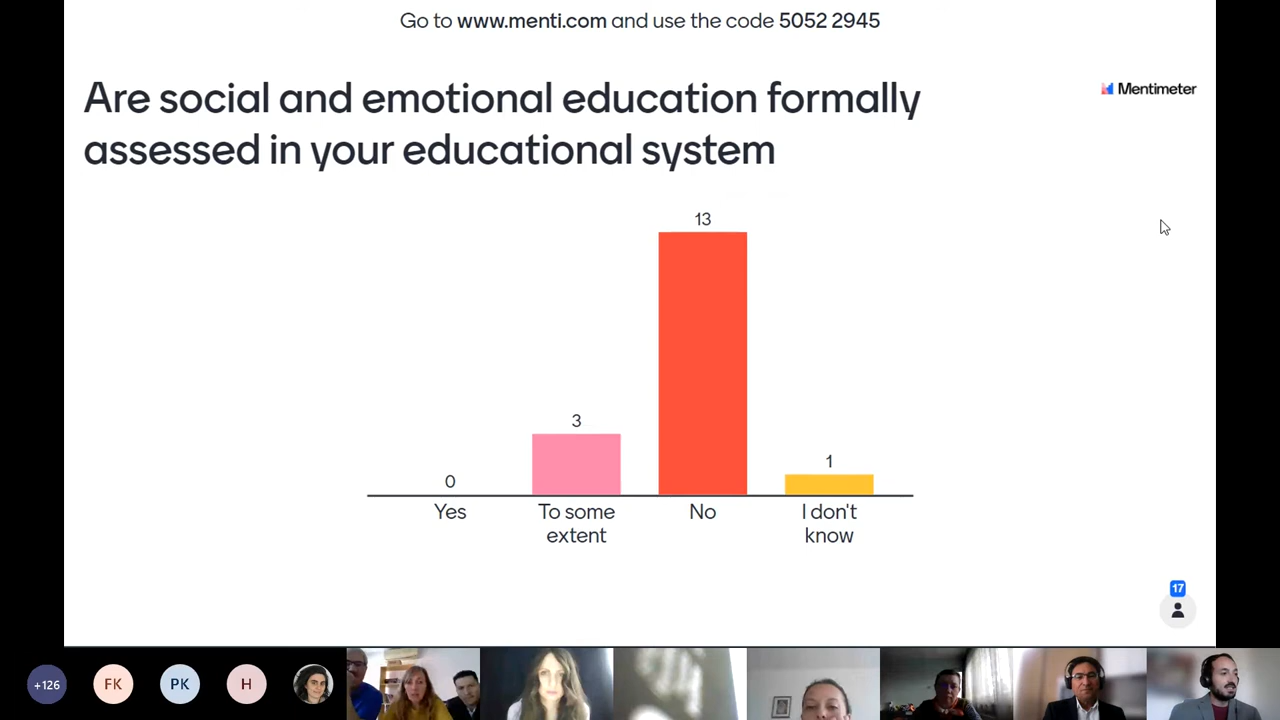 Go to www.menti.com and use the code 5052 2945
Are social and emotional education formally
assessed in your educational system
Mentimeter
13
3
1
0
Yes
To some
extent
No
I don't
know
17
+126
FK
PK
H